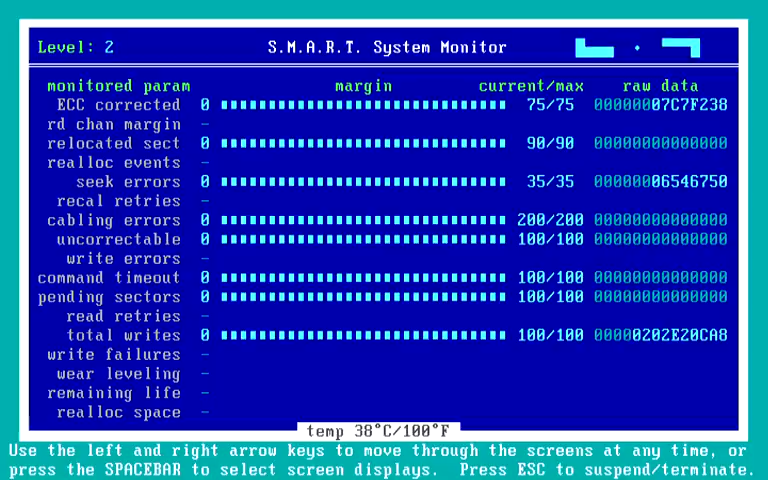 Level: 2 S.M.A.R.T. System Monitor
monitored param margin current/max raw data
ECC corrected 0 75/75 00000007C7F238
rd chan margin -
relocated sect 0 90/90 00000000000000
realloc events -
seek errors 0 35/35 00000006546750
recal retries -
cabling errors 0 200/200 00000000000000
uncorrectable 0 100/100 00000000000000
write errors -
command timeout 0 100/100 00000000000000
pending sectors 0 100/100 00000000000000
read retries -
total writes 0 100/100 00000202E20CA8
write failures -
wear leveling -
remaining life -
realloc space -
temp 38°C/100°F
Use the left and right arrow keys to move through the screens at any time, or
press the SPACEBAR to select screen displays. Press ESC to suspend/terminate.